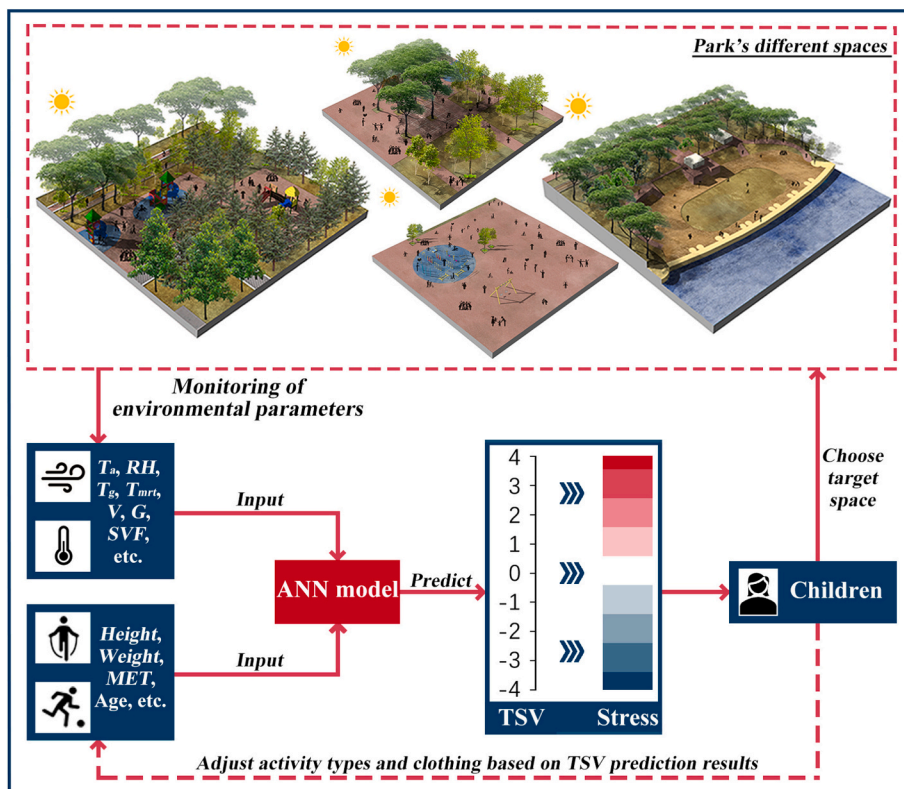 Park's different spaces
Monitoring of
environmental parameters
Ta, RH,
Tg, Tmrt,
V, G,
SVF,
etc.
Input
ANN model
Predict
4
3
2
1
0
-1
-2
-3
-4
TSV
Stress
Children
Choose
target
space
Height,
Weight,
MET,
Age, etc.
Input
Adjust activity types and clothing based on TSV prediction results